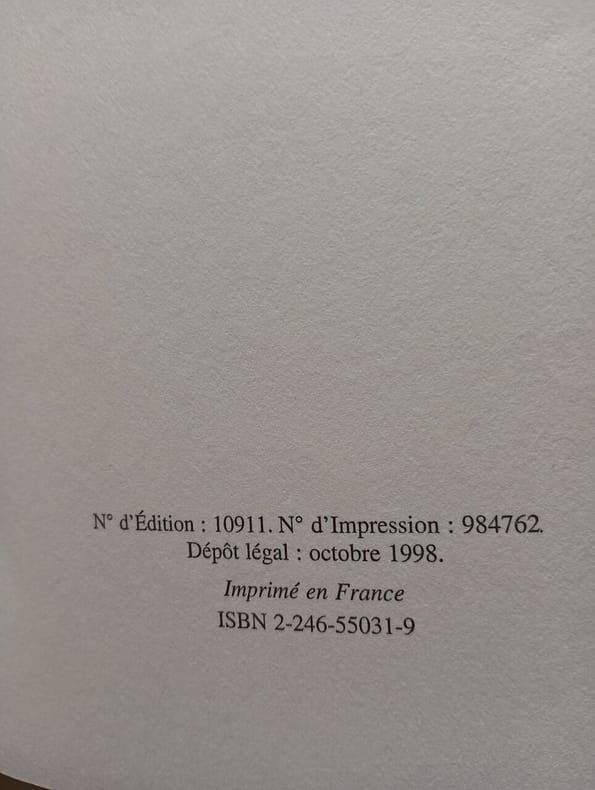 N° d'Édition : 10911. N° d'Impression : 984762.
Dépôt légal : octobre 1998.
Imprimé en France
ISBN 2-246-55031-9